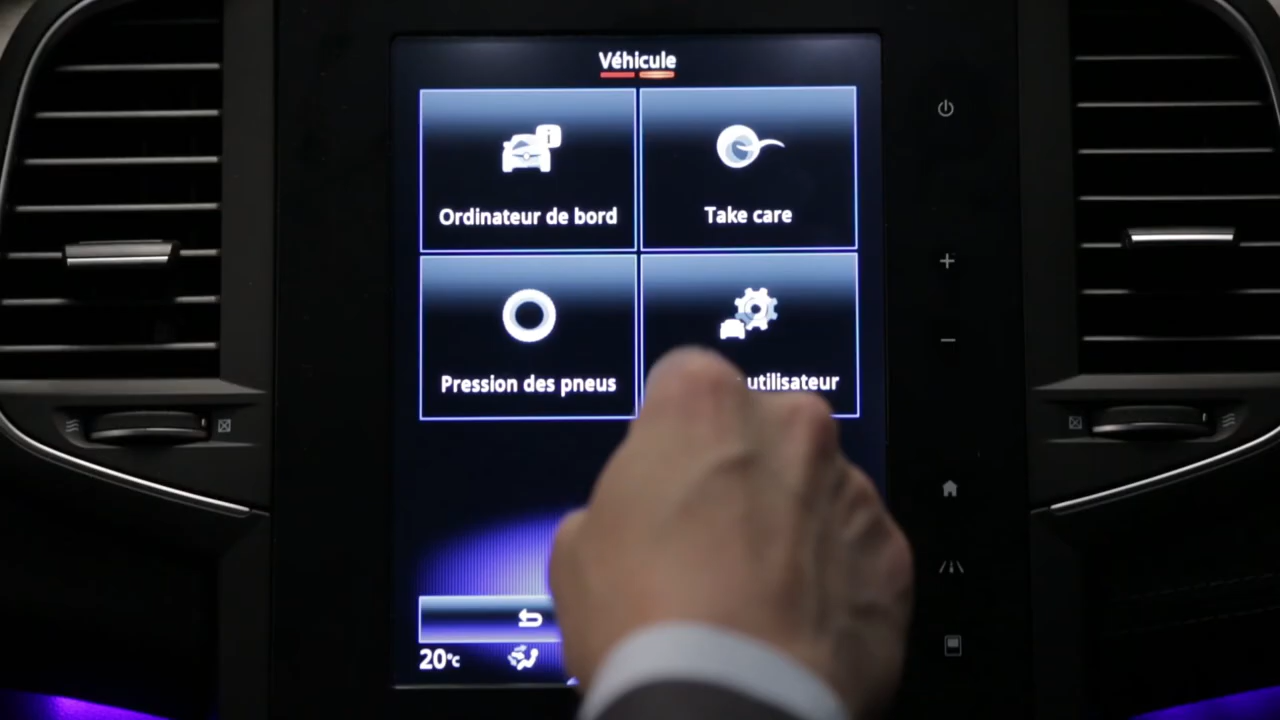 Véhicule
Ordinateur de bord
Take care
Pression des pneus
utilisateur
20°C